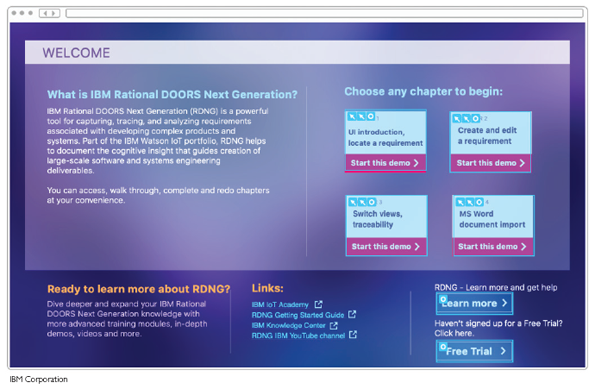 WELCOME
What is IBM Rational DOORS Next Generation?
IBM Rational DOORS Next Generation (RDNG) is a powerful
tool for capturing, tracing, and analyzing requirements
associated with developing complex products and
systems. Part of the IBM Watson IoT portfolio, RDNG helps
to document the cognitive insight that guides creation of
large-scale software and systems engineering
deliverables.
You can access, walk through, complete and redo chapters
at your convenience.
Choose any chapter to begin:
1
UI introduction,
locate a requirement
Start this demo
2
Create and edit
a requirement
Start this demo
3
Switch views,
traceability
Start this demo
4
MS Word
document import
Start this demo
Ready to learn more about RDNG?
Dive deeper and expand your IBM Rational
DOORS Next Generation knowledge with
more advanced training modules, in-depth
demos, videos and more.
Links:
IBM IoT Academy
RDNG Getting Started Guide
IBM Knowledge Center
RDNG IBM YouTube channel
RDNG - Learn more and get help
Learn more
Haven't signed up for a Free Trial?
Click here.
Free Trial
IBM Corporation